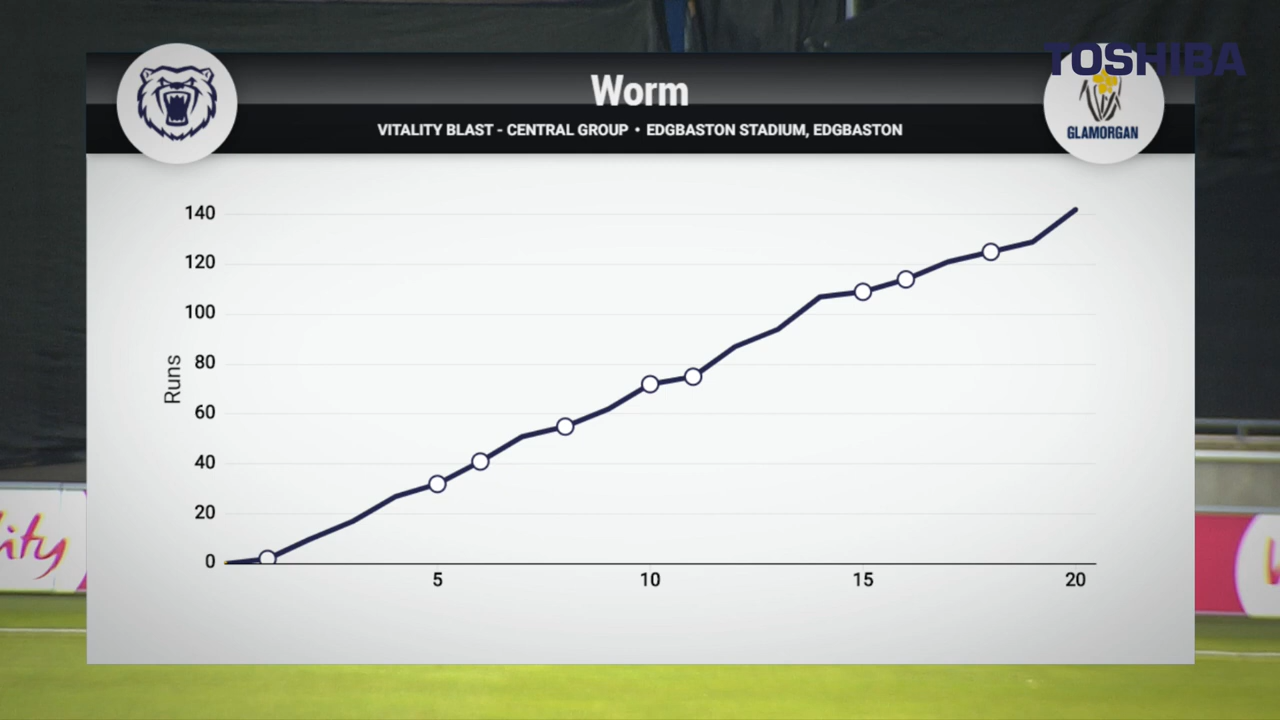 TOSHIBA
Worm
VITALITY BLAST - CENTRAL GROUP • EDGBASTON STADIUM, EDGBASTON
GLAMORGAN
Runs
140
120
100
80
60
40
20
0
5 10 15 20
ity